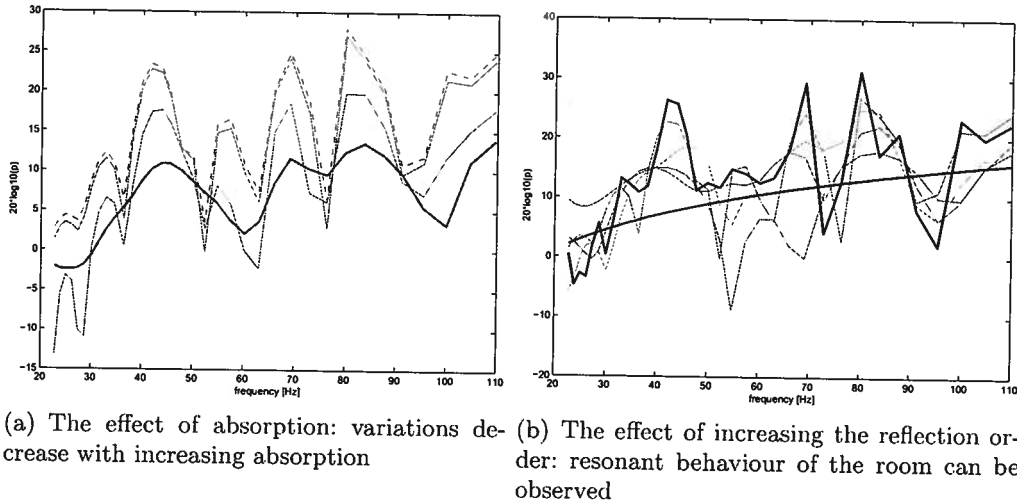 30
25
20
15
10
5
0
−5
−10
−15
20*log10(p)
20 30 40 50 60 70 80 90 100 110
frequency [Hz]
(a) The effect of absorption: variations de-
crease with increasing absorption
40
30
20
10
0
−10
−20
20*log10(p)
20 30 40 50 60 70 80 90 100 110
frequency [Hz]
(b) The effect of increasing the reflection or-
der: resonant behaviour of the room can be
observed